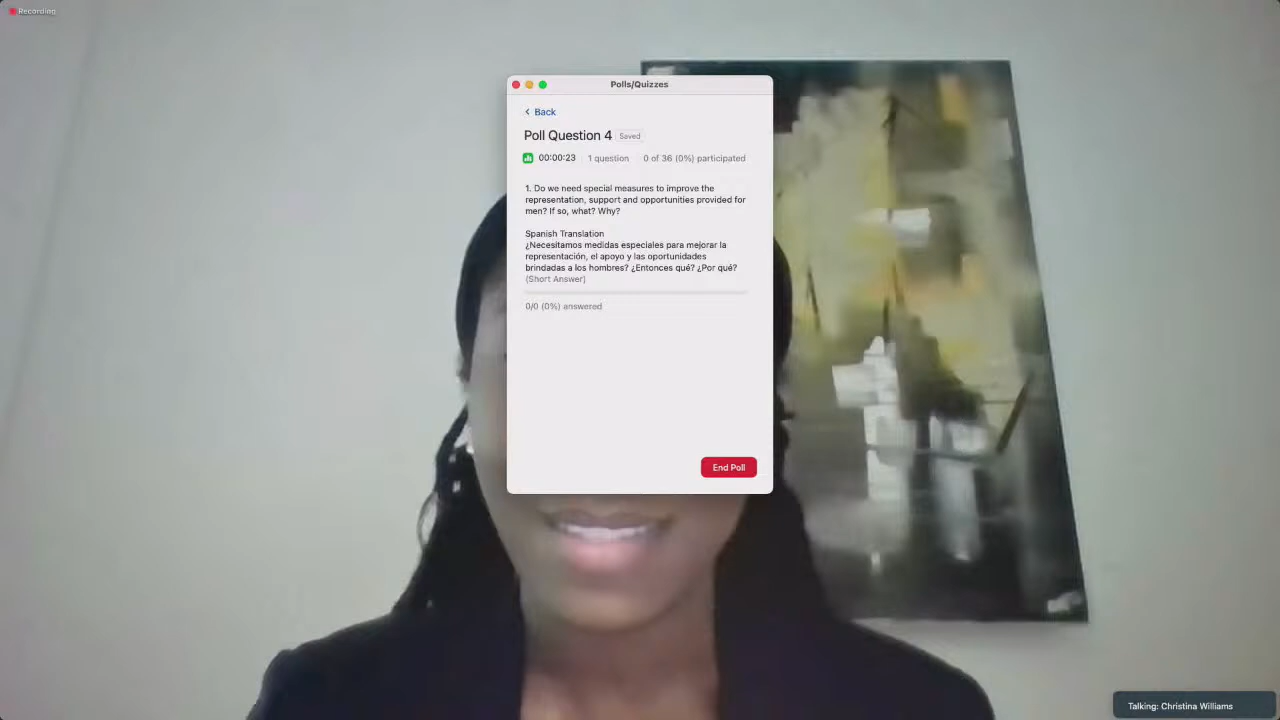 Recording
Polls/Quizzes
Back
Poll Question 4 Saved
00:00:23 1 question 0 of 36 (0%) participated
1. Do we need special measures to improve the
representation, support and opportunities provided for
men? If so, what? Why?
Spanish Translation
¿Necesitamos medidas especiales para mejorar la
representación, el apoyo y las oportunidades
brindadas a los hombres? ¿Entonces qué? ¿Por qué?
(Short Answer)
0/0 (0%) answered
End Poll
Talking: Christina Williams